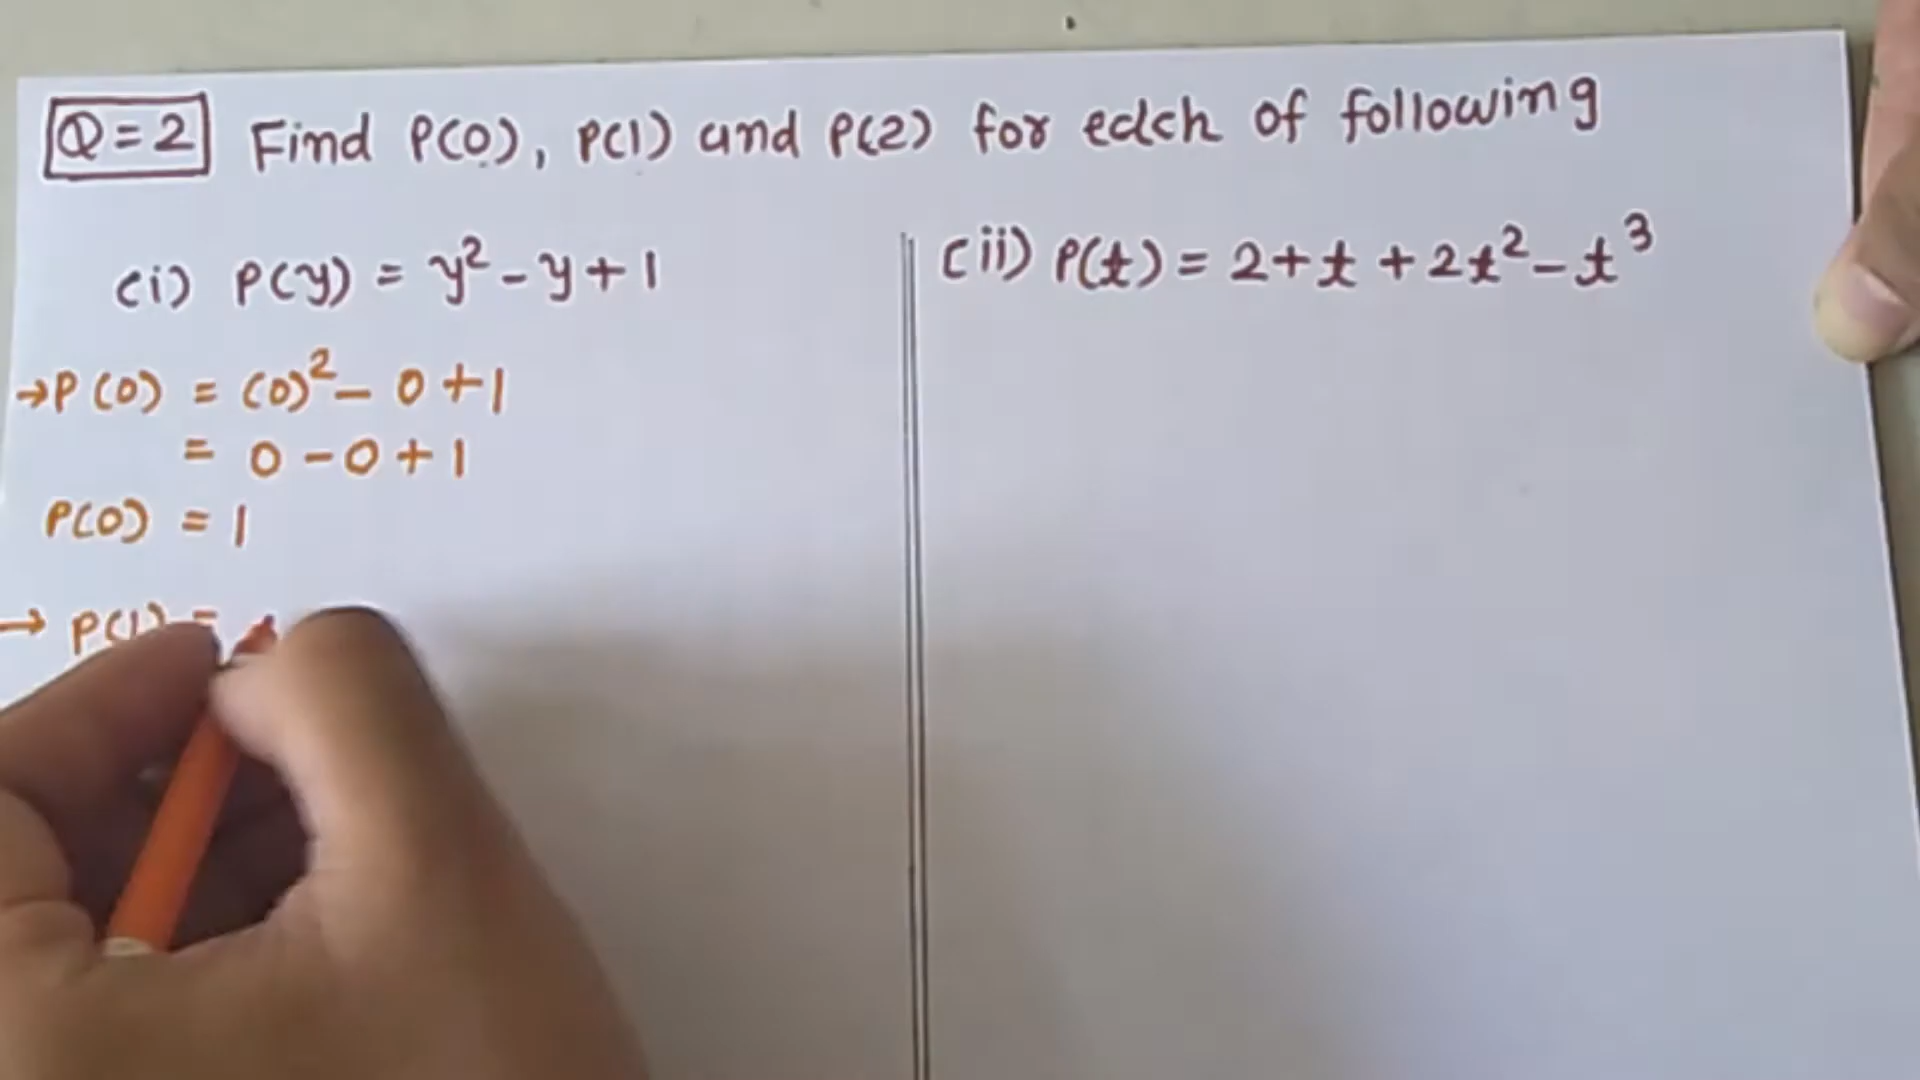 Q=2 Find P(0), P(1) and P(2) for each of following
(i) P(y) = y² - y + 1
→ P(0) = (0)² - 0 + 1
= 0 - 0 + 1
P(0) = 1
→ P(1) =
(ii) P(t) = 2 + t + 2t² - t³